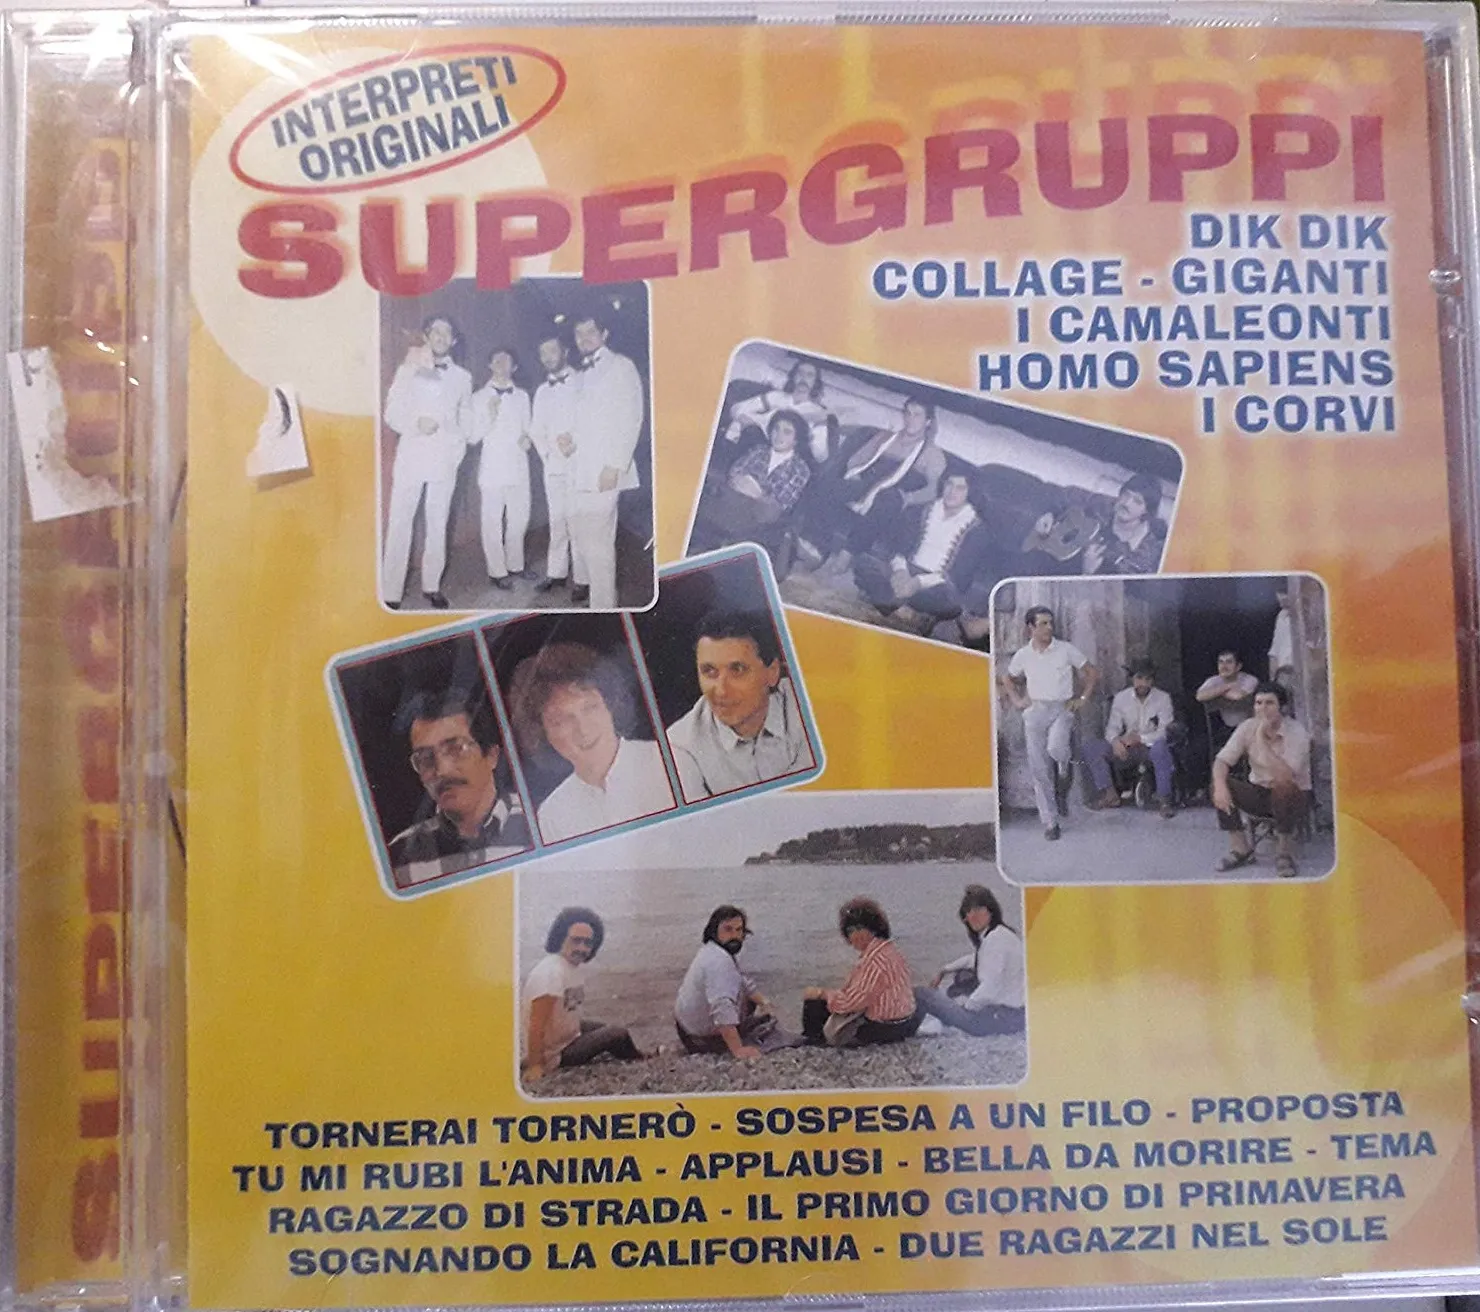 INTERPRETI
ORIGINALI
SUPERGRUPPI
DIK DIK
COLLAGE - GIGANTI
I CAMALEONTI
HOMO SAPIENS
I CORVI
TORNERAI TORNERÒ - SOSPESA A UN FILO - PROPOSTA
TU MI RUBI L'ANIMA - APPLAUSI - BELLA DA MORIRE - TEMA
RAGAZZO DI STRADA - IL PRIMO GIORNO DI PRIMAVERA
SOGNANDO LA CALIFORNIA - DUE RAGAZZI NEL SOLE